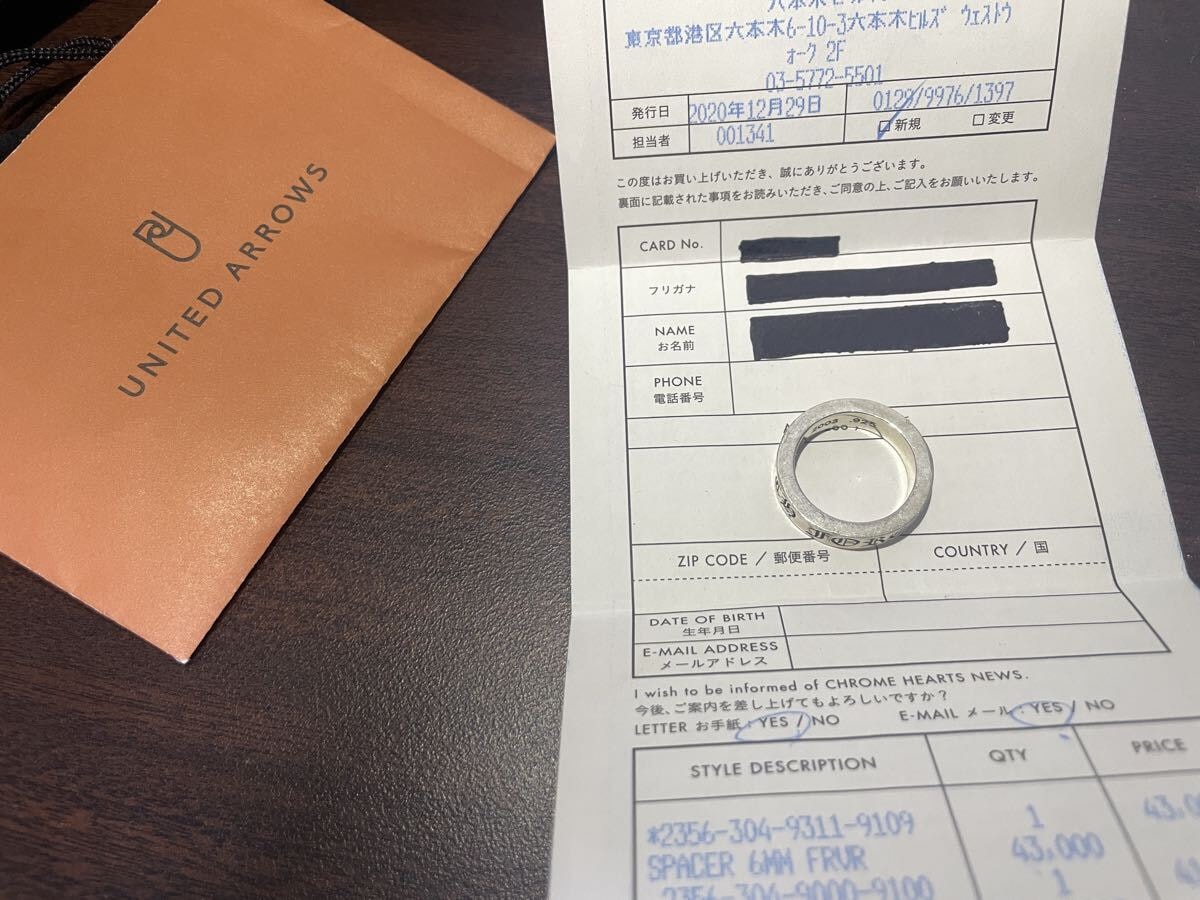 UNITED ARROWS
東京都港区六本木6-10-3六本木ヒルズ ウェストウ
ォーク 2F
03-5772-5501
発行日 2020年12月29日 0129/9976/1397
担当者 001341 新規 変更
この度はお買い上げいただき、誠にありがとうございます。
裏面に記載された事項をお読みいただき、ご同意の上、ご記入をお願いいたします。
CARD No.
フリガナ
NAME
お名前
PHONE
電話番号
2003 .925
ZIP CODE / 郵便番号 COUNTRY / 国
DATE OF BIRTH
生年月日
E-MAIL ADDRESS
メールアドレス
I wish to be informed of CHROME HEARTS NEWS.
今後、ご案内を差し上げてもよろしいですか?
LETTER お手紙: YES / NO E-MAIL メール: YES / NO
STYLE DESCRIPTION QTY PRICE
*2356-304-9311-9109 1
SPACER 6MM FRVR 43,000
2356-304-9000-9100 1